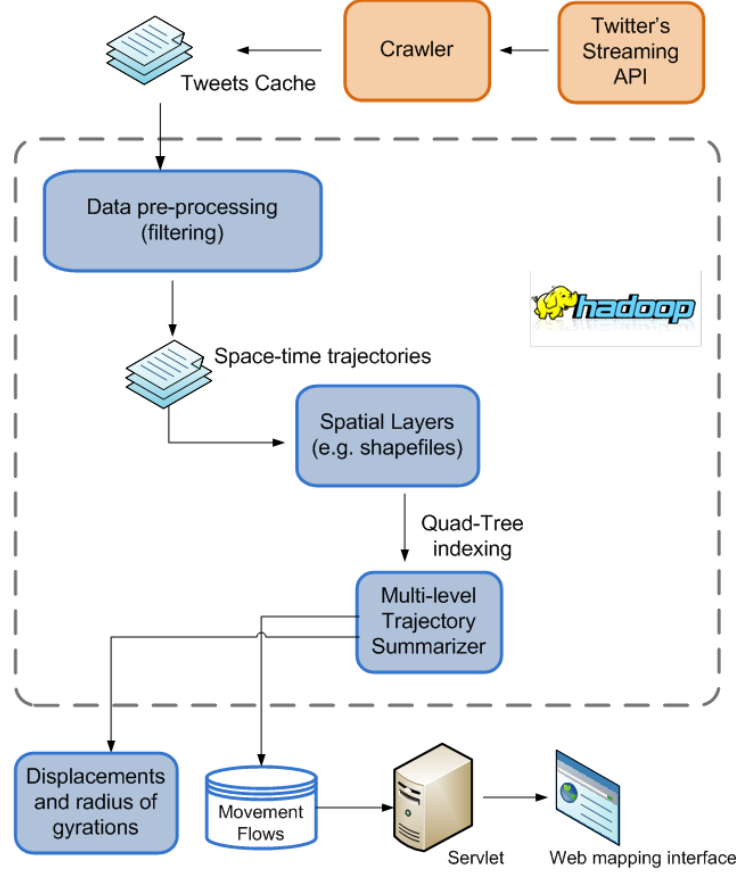 Twitter's
Streaming
API
Crawler
Tweets Cache
Data pre-processing
(filtering)
hadoop
Space-time trajectories
Spatial Layers
(e.g. shapefiles)
Quad-Tree
indexing
Multi-level
Trajectory
Summarizer
Displacements
and radius of
gyrations
Movement
Flows
Servlet
Web mapping interface